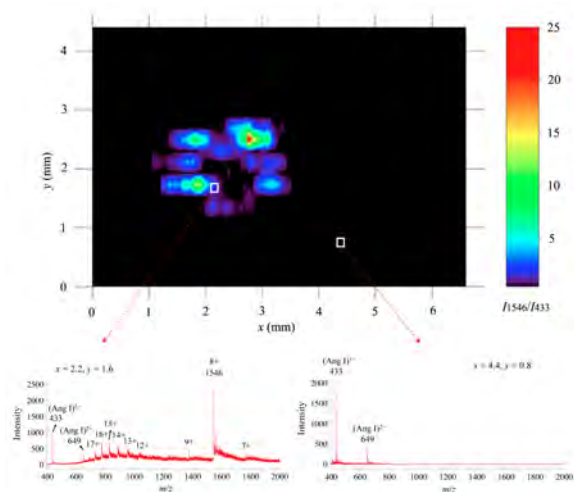 25
20
15
10
5
I1546/I433
4
3
2
1
0
y (mm)
0 1 2 3 4 5 6
x (mm)
x = 2.2, y = 1.6
8+
1546
2500
2000
1500
1000
500
0
Intensity
(Ang I)³⁺
433
(Ang I)²⁺
649
17+
16+
15+
14+
13+
12+
9+
7+
400 600 800 1000 1200 1400 1600 1800 2000
m/z
x = 4.4, y = 0.8
(Ang I)³⁺
433
2000
1500
1000
500
0
Intensity
(Ang I)²⁺
649
400 600 800 1000 1200 1400 1600 1800 2000
m/z